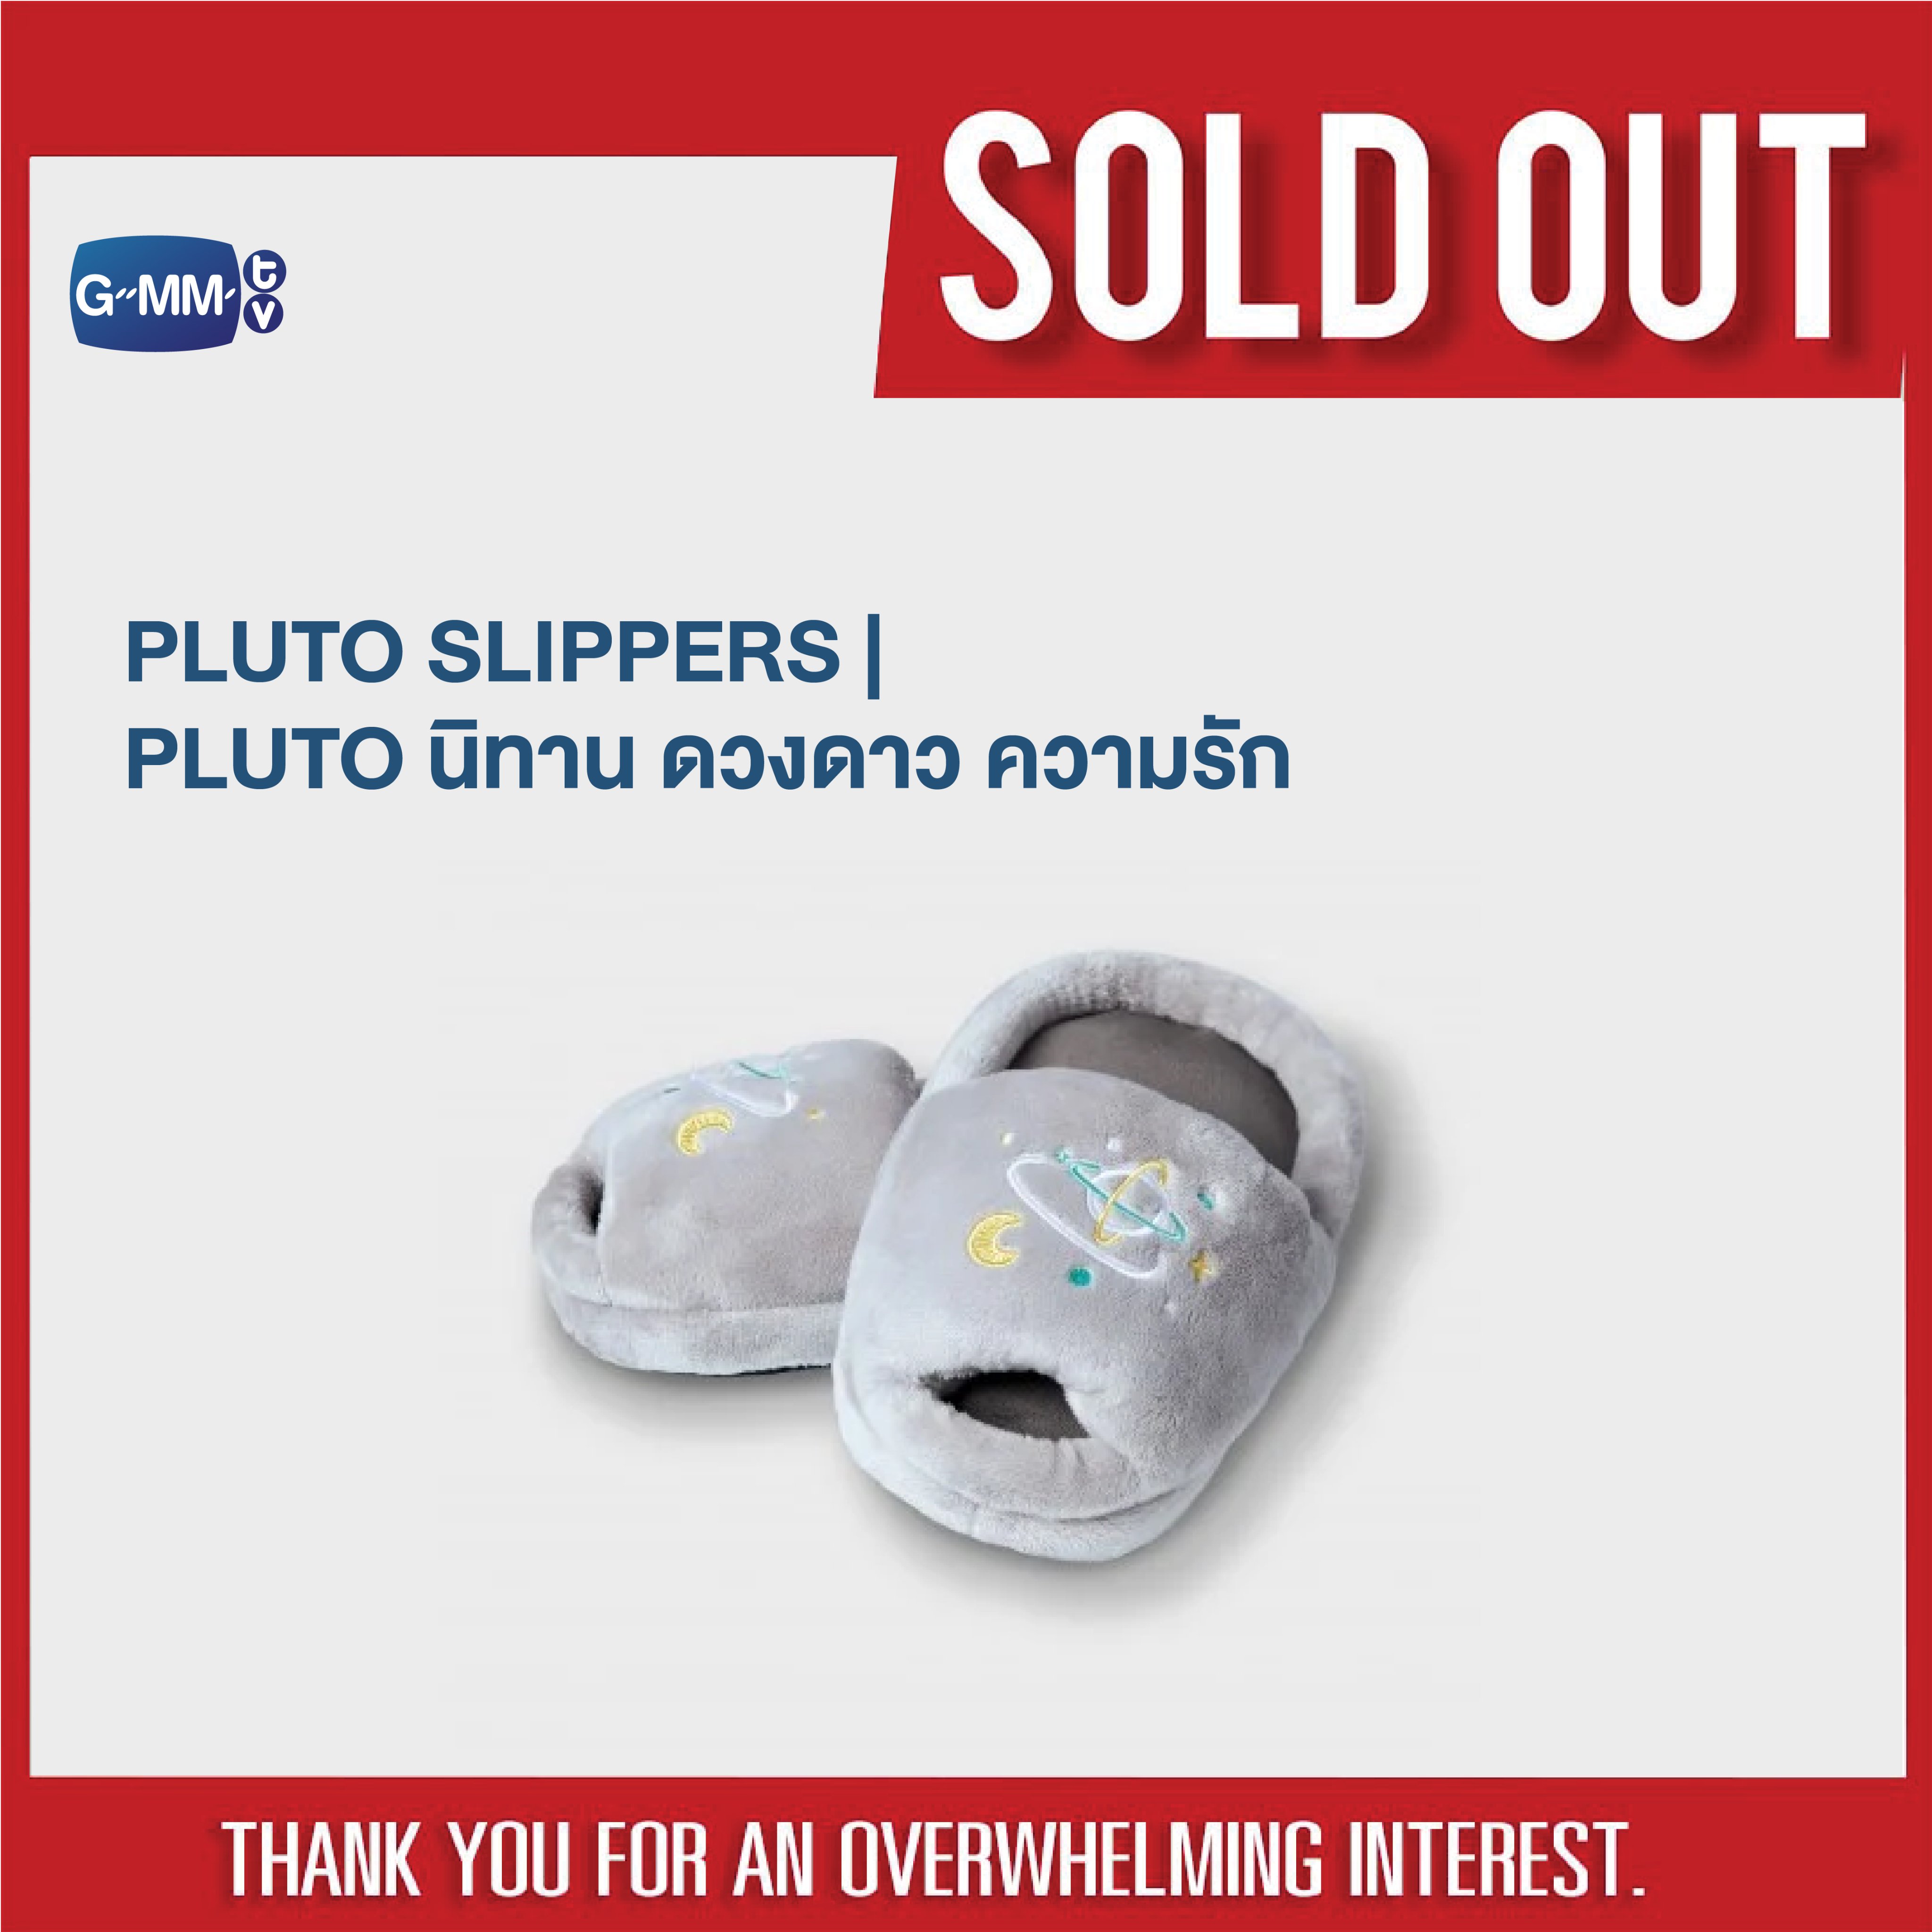 SOLD OUT
G-MM- tv
PLUTO SLIPPERS |
PLUTO นิทาน ดวงดาว ความรัก
THANK YOU FOR AN OVERWHELMING INTEREST.